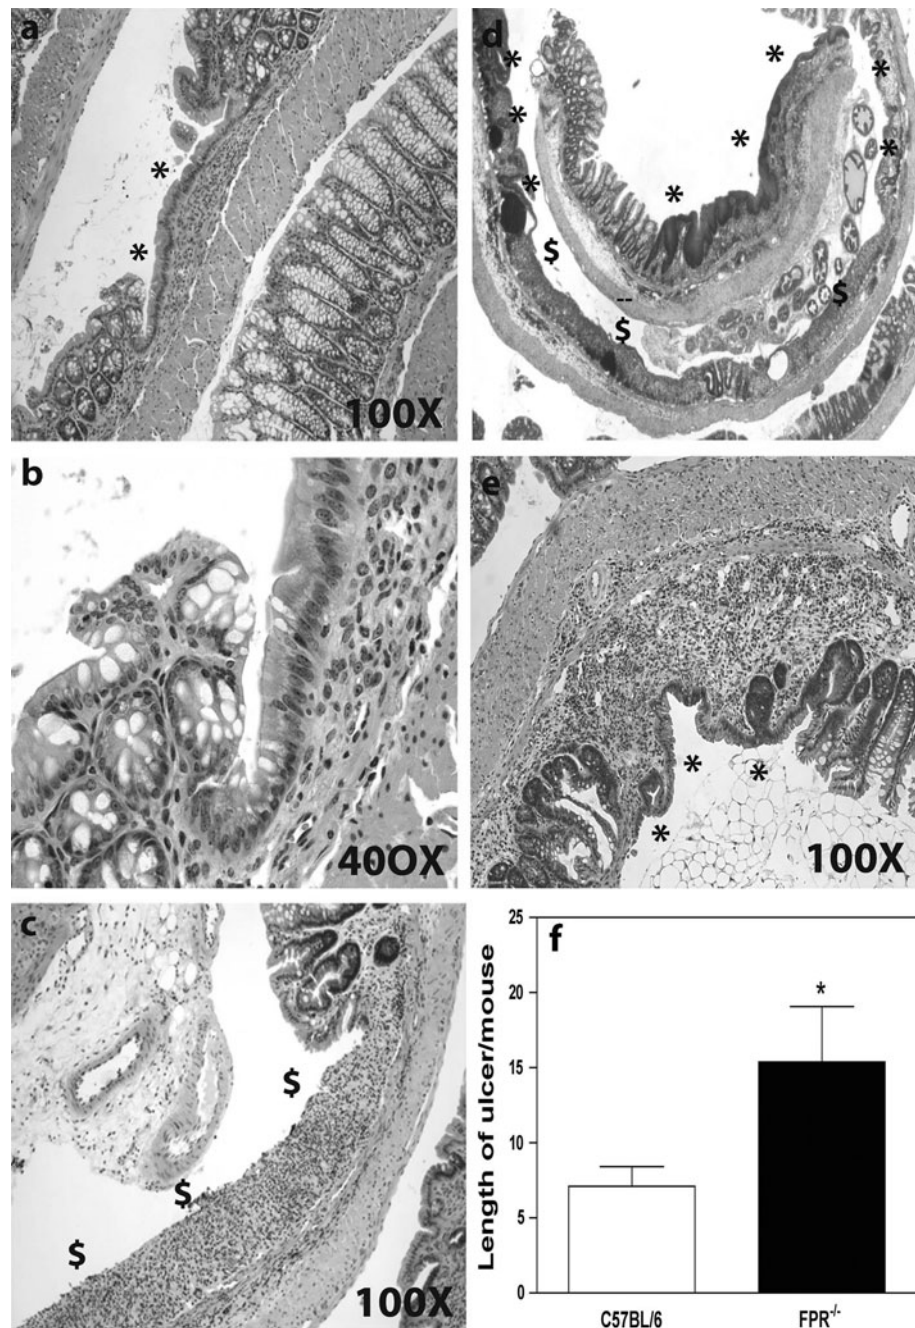 a
*
*
100X
b
40OX
c
$
$
$
100X
d
*
*
*
*
*
*
*
*
$
--
$
$
e
*
*
*
100X
f
Length of ulcer/mouse
25
20
15
10
5
0
*
C57BL/6
FPR-/-